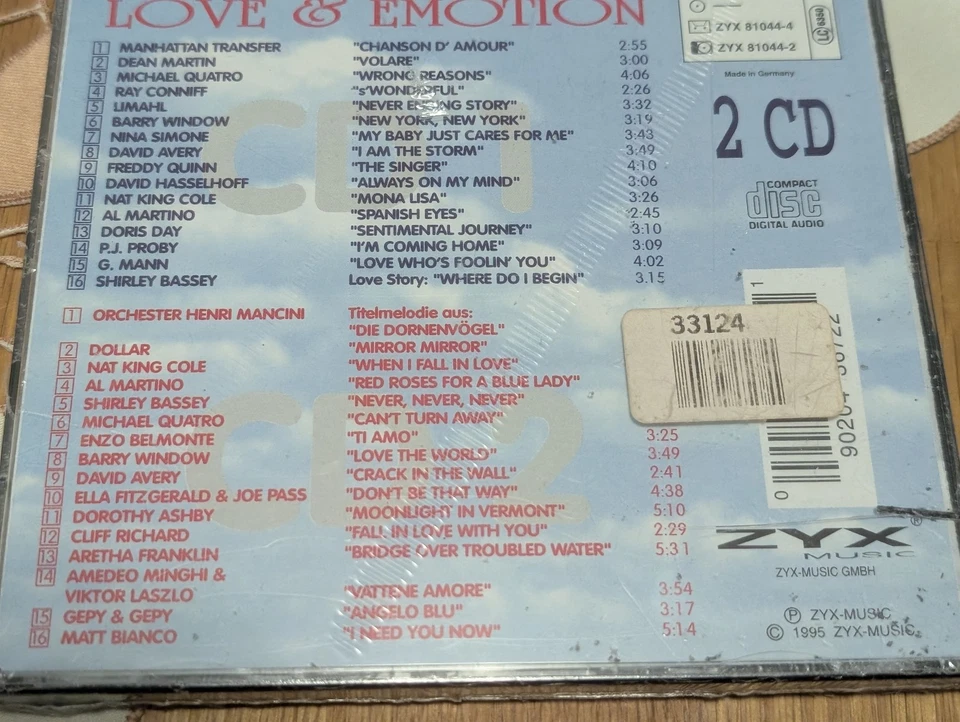 LOVE & EMOTION
1 MANHATTAN TRANSFER "CHANSON D' AMOUR" 2:55
2 DEAN MARTIN "VOLARE" 3:00
3 MICHAEL QUATRO "WRONG REASONS" 4:06
4 RAY CONNIFF "s'WONDERFUL" 2:26
5 LIMAHL "NEVER ENDING STORY" 3:32
6 BARRY WINDOW "NEW YORK, NEW YORK" 3:19
7 NINA SIMONE "MY BABY JUST CARES FOR ME" 3:43
8 DAVID AVERY "I AM THE STORM" 3:49
9 FREDDY QUINN "THE SINGER" 4:10
10 DAVID HASSELHOFF "ALWAYS ON MY MIND" 3:06
11 NAT KING COLE "MONA LISA" 3:26
12 AL MARTINO "SPANISH EYES" 2:45
13 DORIS DAY "SENTIMENTAL JOURNEY" 3:10
14 P.J. PROBY "I'M COMING HOME" 3:09
15 G. MANN "LOVE WHO'S FOOLIN' YOU" 4:02
16 SHIRLEY BASSEY Love Story: "WHERE DO I BEGIN" 3.15
CD 1
1 ORCHESTER HENRI MANCINI Titelmelodie aus:
"DIE DORNENVÖGEL"
2 DOLLAR "MIRROR MIRROR"
3 NAT KING COLE "WHEN I FALL IN LOVE"
4 AL MARTINO "RED ROSES FOR A BLUE LADY"
5 SHIRLEY BASSEY "NEVER, NEVER, NEVER"
6 MICHAEL QUATRO "CAN'T TURN AWAY"
7 ENZO BELMONTE "TI AMO" 3:25
8 BARRY WINDOW "LOVE THE WORLD" 3:49
9 DAVID AVERY "CRACK IN THE WALL" 2:41
10 ELLA FITZGERALD & JOE PASS "DON'T BE THAT WAY" 4:38
11 DOROTHY ASHBY "MOONLIGHT IN VERMONT" 5:10
12 CLIFF RICHARD "FALL IN LOVE WITH YOU" 2:29
13 ARETHA FRANKLIN "BRIDGE OVER TROUBLED WATER" 5:31
14 AMEDEO MINGHI &
VIKTOR LASZLO "VATTENE AMORE" 3:54
15 GEPY & GEPY "ANGELO BLU" 3:17
16 MATT BIANCO "I NEED YOU NOW" 5:14
CD 2
ZYX 81044-4
ZYX 81044-2
LC 6350
Made in Germany
2 CD
COMPACT
disc
DIGITAL AUDIO
33124
1
0
90204
ZYX®
MUSIC
ZYX-MUSIC GMBH
Ⓟ ZYX-MUSIC
© 1995 ZYX-MUSIC